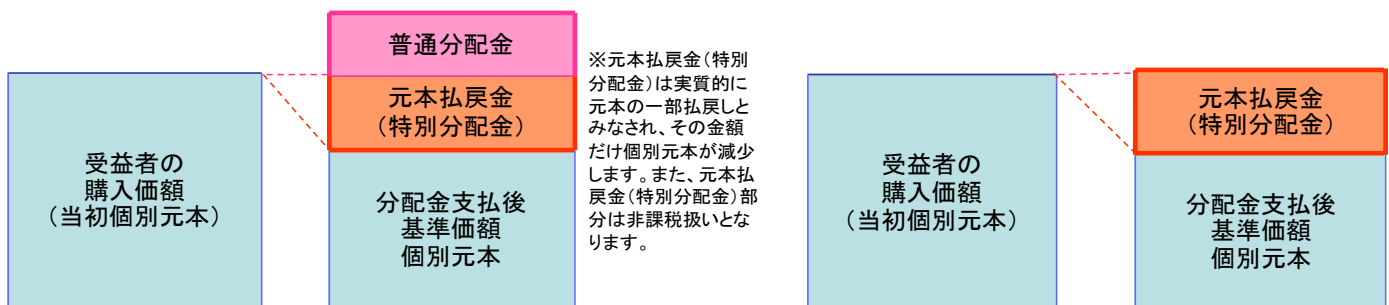 受益者の
購入価額
（当初個別元本）
普通分配金
元本払戻金
（特別分配金）
分配金支払後
基準価額
個別元本
※元本払戻金（特別
分配金）は実質的に
元本の一部払戻しと
みなされ、その金額
だけ個別元本が減少
します。また、元本払
戻金（特別分配金）部
分は非課税扱いとな
ります。
受益者の
購入価額
（当初個別元本）
元本払戻金
（特別分配金）
分配金支払後
基準価額
個別元本